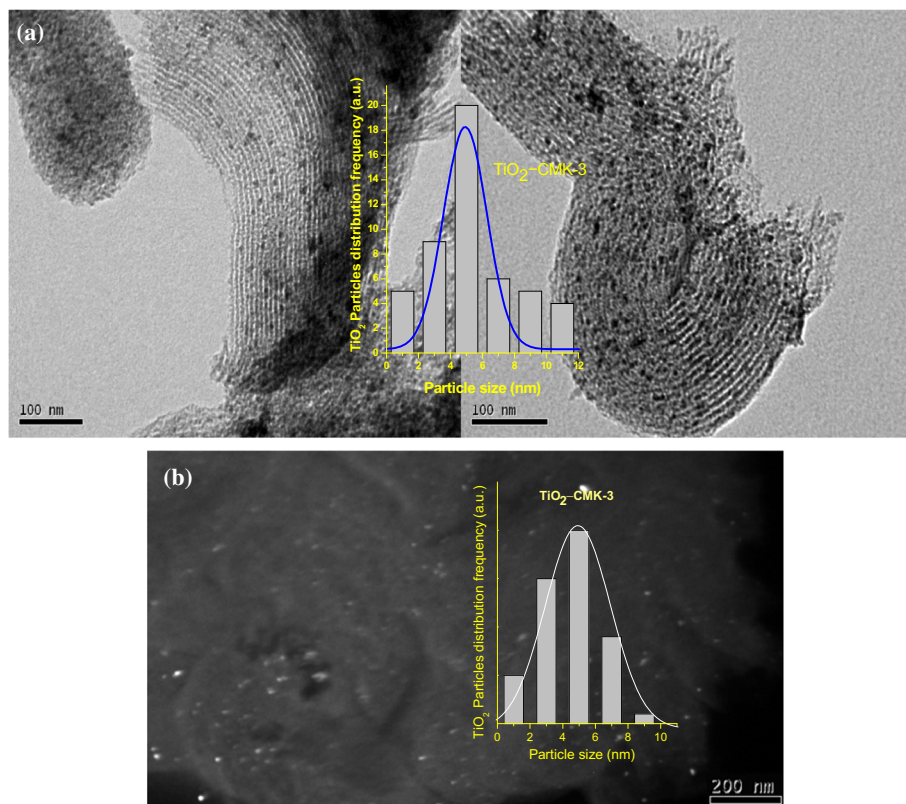 (a)
TiO2 Particles distribution frequency (a.u.)
20
18
16
14
12
10
8
6
4
2
0
TiO2–CMK-3
0 2 4 6 8 10 12
Particle size (nm)
100 nm
100 nm
(b)
TiO2 Particles distribution frequency (a.u.)
TiO2–CMK-3
0 2 4 6 8 10
Particle size (nm)
200 nm